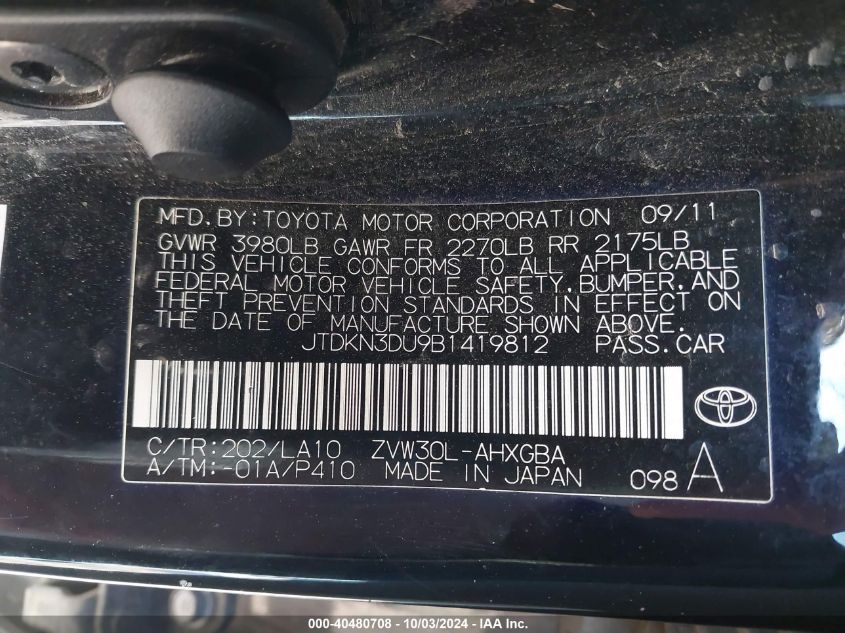 MFD. BY: TOYOTA MOTOR CORPORATION 09/11
GVWR 3980LB GAWR FR 2270LB RR 2175LB
THIS VEHICLE CONFORMS TO ALL APPLICABLE
FEDERAL MOTOR VEHICLE SAFETY, BUMPER, AND
THEFT PREVENTION STANDARDS IN EFFECT ON
THE DATE OF MANUFACTURE SHOWN ABOVE.
JTDKN3DU9B1419812 PASS. CAR
C/TR: 202/LA10 ZVW30L-AHXGBA
A/TM: -01A/P410 MADE IN JAPAN 098 A
000-40480708 - 10/03/2024 - IAAI.com